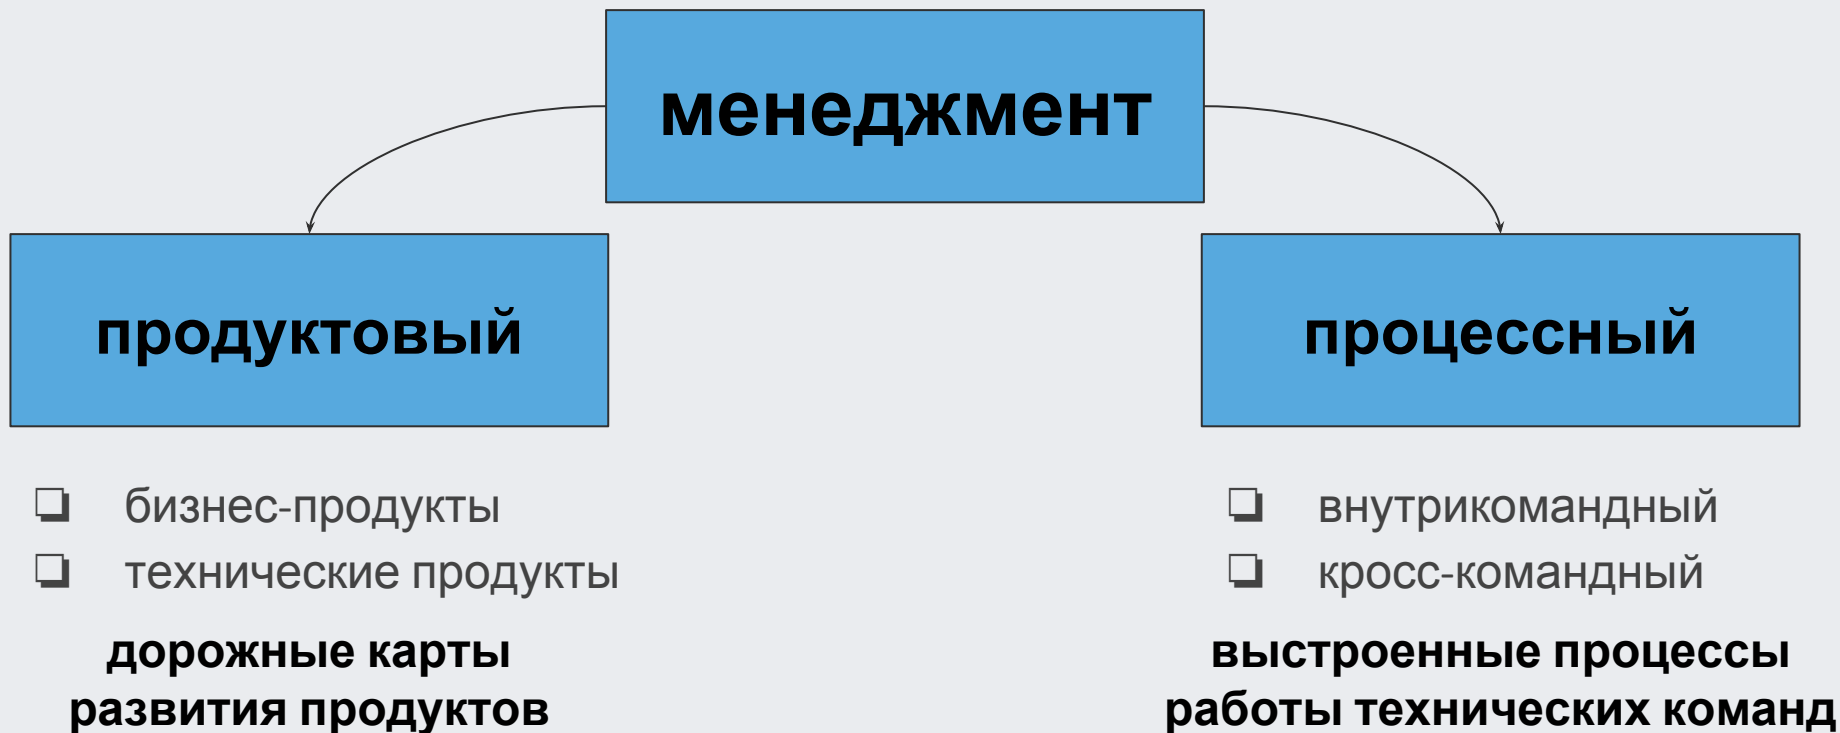 менеджмент
продуктовый
процессный
бизнес-продукты
технические продукты
дорожные карты
развития продуктов
внутрикомандный
кросс-командный
выстроенные процессы
работы технических команд